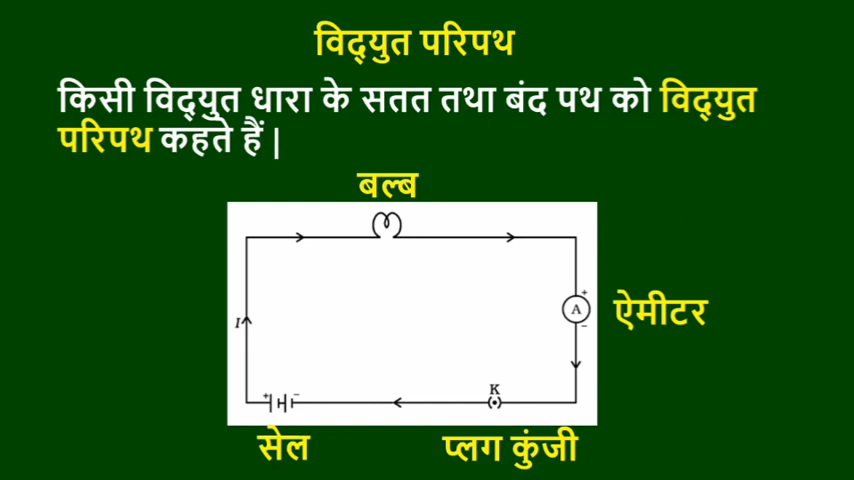 विद्युत परिपथ
किसी विद्युत धारा के सतत तथा बंद पथ को विद्युत
परिपथ कहते हैं |
बल्ब
+
A
ऐमीटर
−
I
K
+ −
सेल
प्लग कुंजी